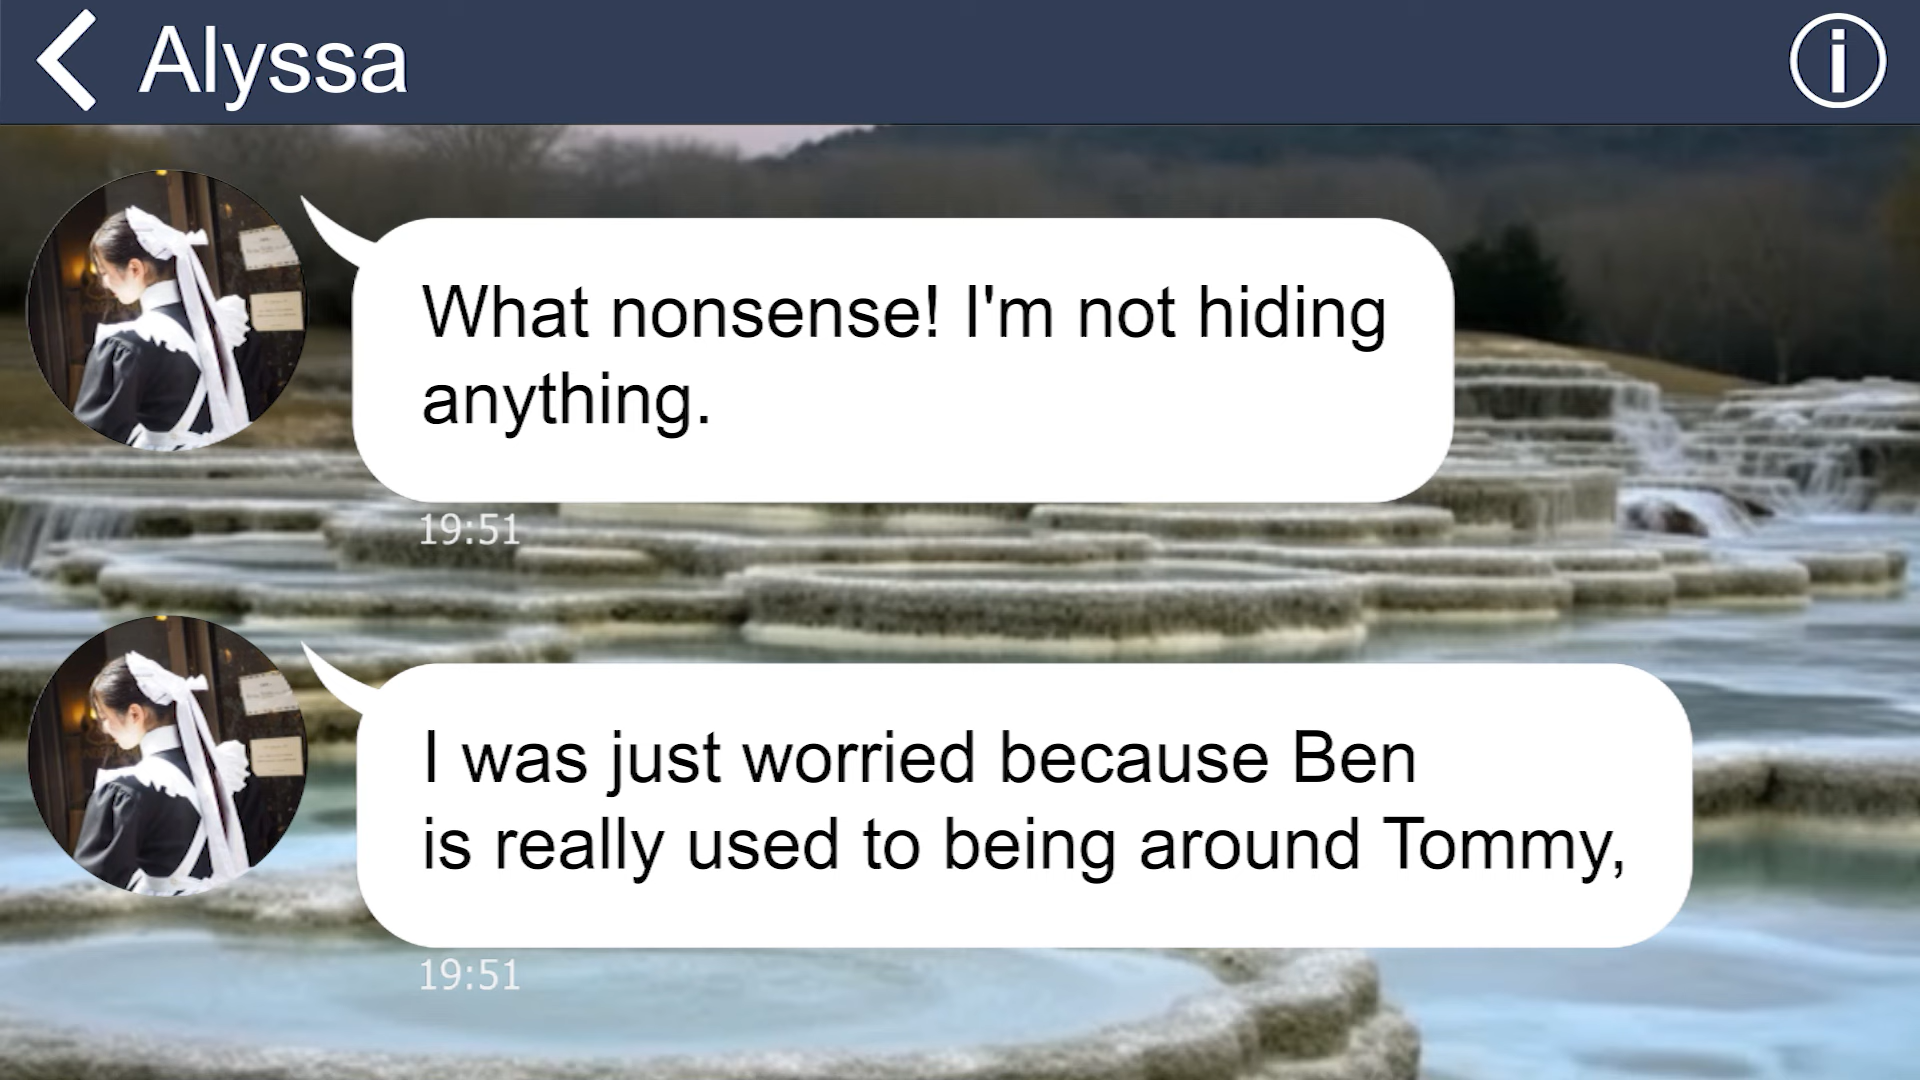 Alyssa
What nonsense! I'm not hiding
anything.
19:51
I was just worried because Ben
is really used to being around Tommy,
19:51